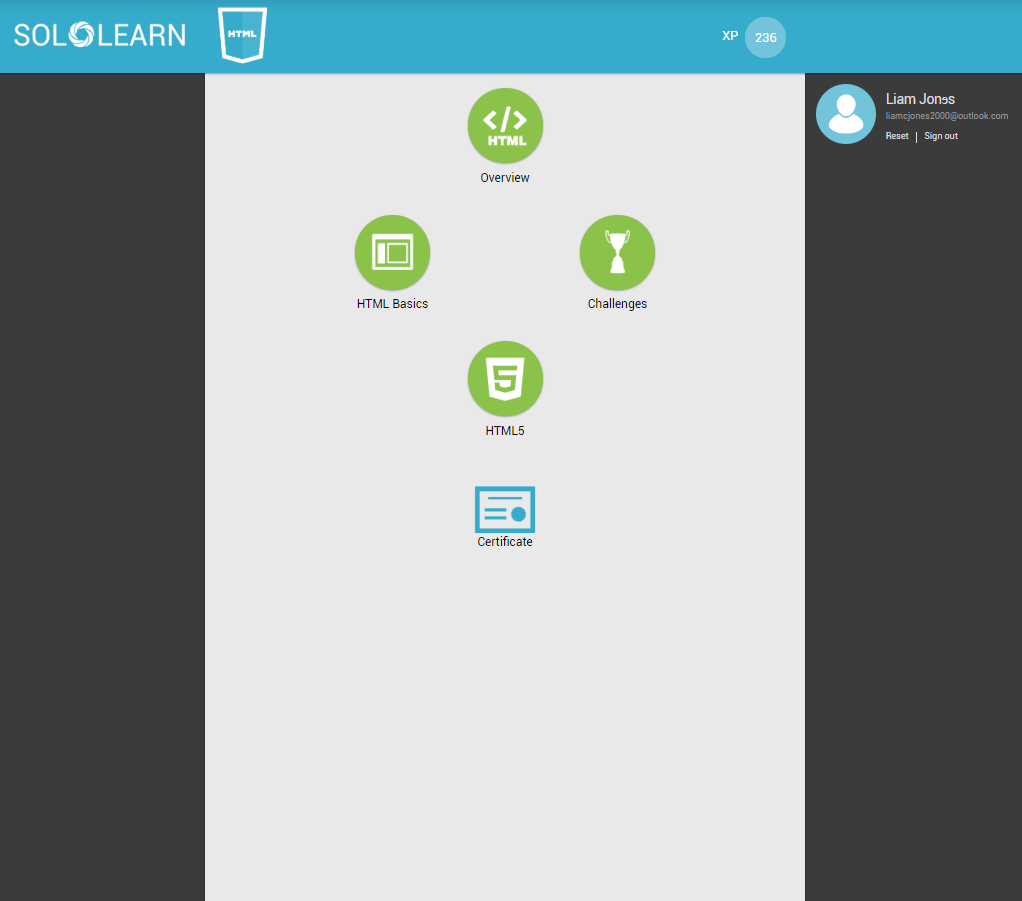 SOLOLEARN
HTML
XP 236
Liam Jones
liamcjones2000@outlook.com
Reset | Sign out
</> HTML
Overview
HTML Basics
Challenges
5
HTML5
Certificate